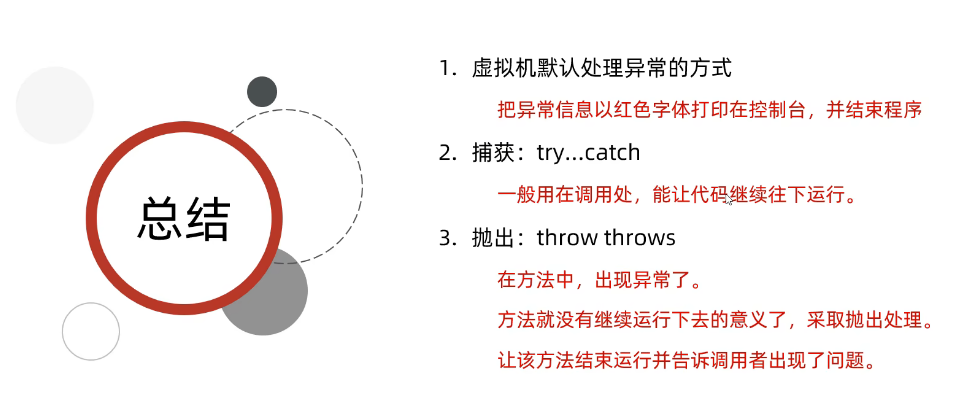 总结
1. 虚拟机默认处理异常的方式
把异常信息以红色字体打印在控制台，并结束程序
2. 捕获：try...catch
一般用在调用处，能让代码继续往下运行。
3. 抛出：throw throws
在方法中，出现异常了。
方法就没有继续运行下去的意义了，采取抛出处理。
让该方法结束运行并告诉调用者出现了问题。